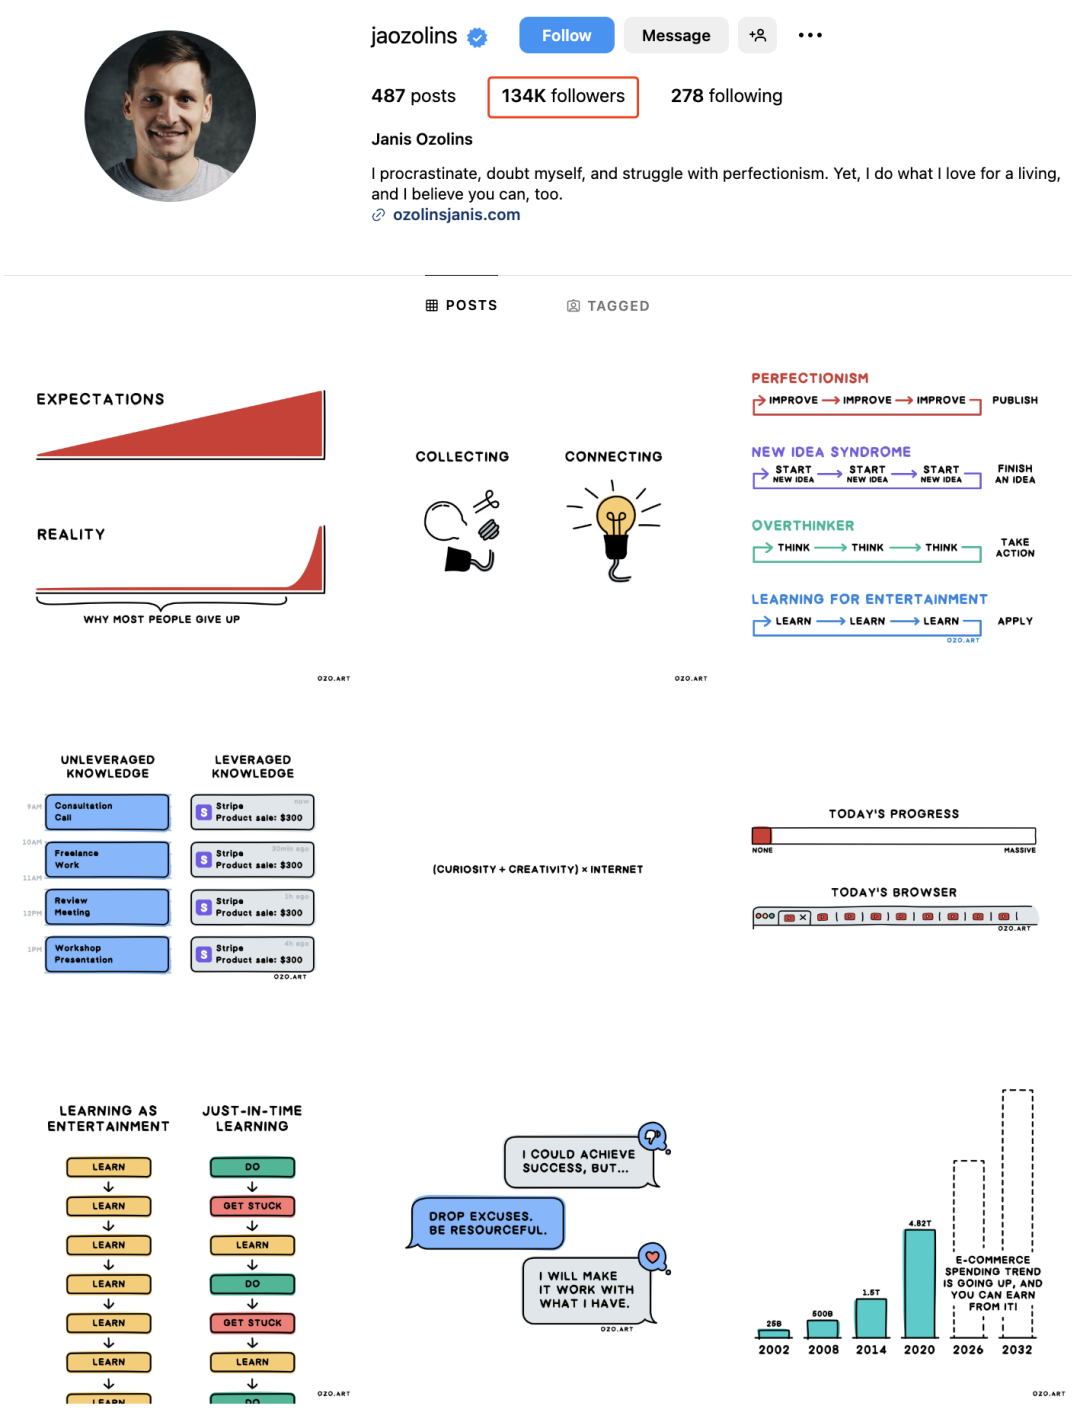 jaozolins
Follow
Message
487 posts
134K followers
278 following
Janis Ozolins
I procrastinate, doubt myself, and struggle with perfectionism. Yet, I do what I love for a living,
and I believe you can, too.
ozolinsjanis.com
POSTS
TAGGED
EXPECTATIONS
REALITY
WHY MOST PEOPLE GIVE UP
OZO.ART
COLLECTING
CONNECTING
OZO.ART
PERFECTIONISM
IMPROVE IMPROVE IMPROVE PUBLISH
NEW IDEA SYNDROME
START START START FINISH
NEW IDEA NEW IDEA NEW IDEA AN IDEA
OVERTHINKER
THINK THINK THINK TAKE
ACTION
LEARNING FOR ENTERTAINMENT
LEARN LEARN LEARN APPLY
OZO.ART
UNLEVERAGED
KNOWLEDGE
9AM
Consultation
Call
10AM
Freelance
Work
11AM
Review
12PM
Meeting
1PM
Workshop
Presentation
LEVERAGED
KNOWLEDGE
S
Stripe now
Product sale: $300
S
Stripe 30min ago
Product sale: $300
S
Stripe 1h ago
Product sale: $300
S
Stripe 4h ago
Product sale: $300
OZO.ART
(CURIOSITY + CREATIVITY) × INTERNET
TODAY'S PROGRESS
NONE
MASSIVE
TODAY'S BROWSER
OZO.ART
LEARNING AS
ENTERTAINMENT
LEARN
LEARN
LEARN
LEARN
LEARN
LEARN
LEARN
JUST-IN-TIME
LEARNING
DO
GET STUCK
LEARN
DO
GET STUCK
LEARN
DO
OZO.ART
I COULD ACHIEVE
SUCCESS, BUT...
DROP EXCUSES.
BE RESOURCEFUL.
I WILL MAKE
IT WORK WITH
WHAT I HAVE.
OZO.ART
25B
500B
1.5T
4.82T
E-COMMERCE
SPENDING TREND
IS GOING UP, AND
YOU CAN EARN
FROM IT!
2002 2008 2014 2020 2026 2032
OZO.ART